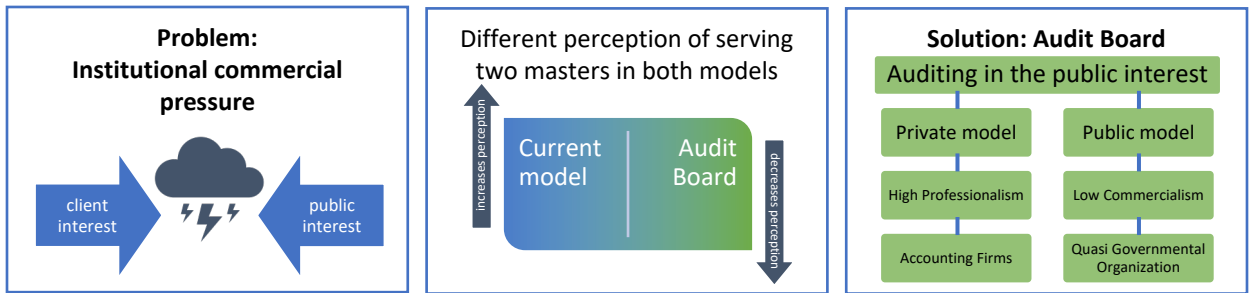 Problem:
Institutional commercial
pressure
client
interest
public
interest
Different perception of serving
two masters in both models
increases perception
Current
model
Audit
Board
decreases perception
Solution: Audit Board
Auditing in the public interest
Private model
Public model
High Professionalism
Low Commercialism
Accounting Firms
Quasi Governmental
Organization